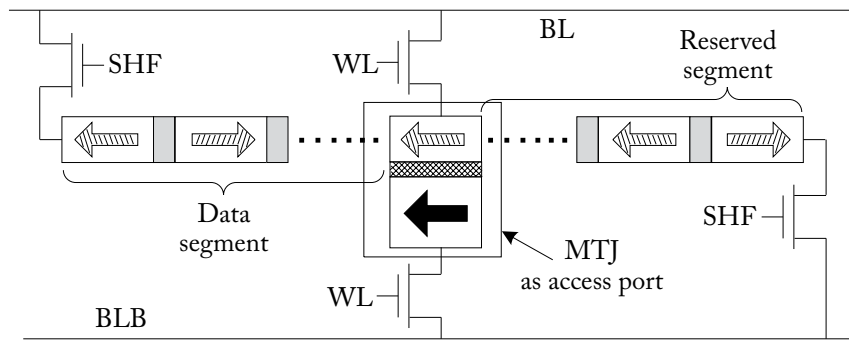 BL
Reserved
segment
SHF
WL
Data
segment
SHF
MTJ
as access port
WL
BLB